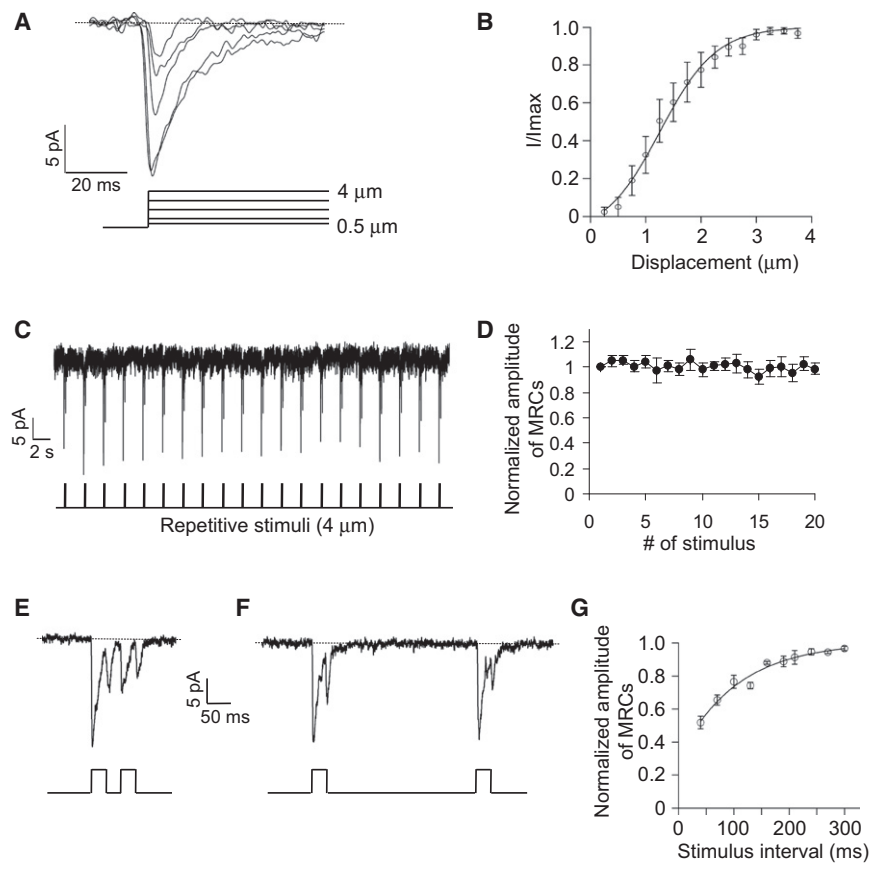 A
5 pA
20 ms
4 μm
0.5 μm
B
I/Imax
1.0
0.8
0.6
0.4
0.2
0
0 1 2 3 4
Displacement (μm)
C
5 pA
2 s
Repetitive stimuli (4 μm)
D
Normalized amplitude
of MRCs
1.2
1
0.8
0.6
0.4
0.2
0
0 5 10 15 20
# of stimulus
E
F
5 pA
50 ms
G
Normalized amplitude
of MRCs
1.0
0.8
0.6
0.4
0.2
0
0 100 200 300
Stimulus interval (ms)